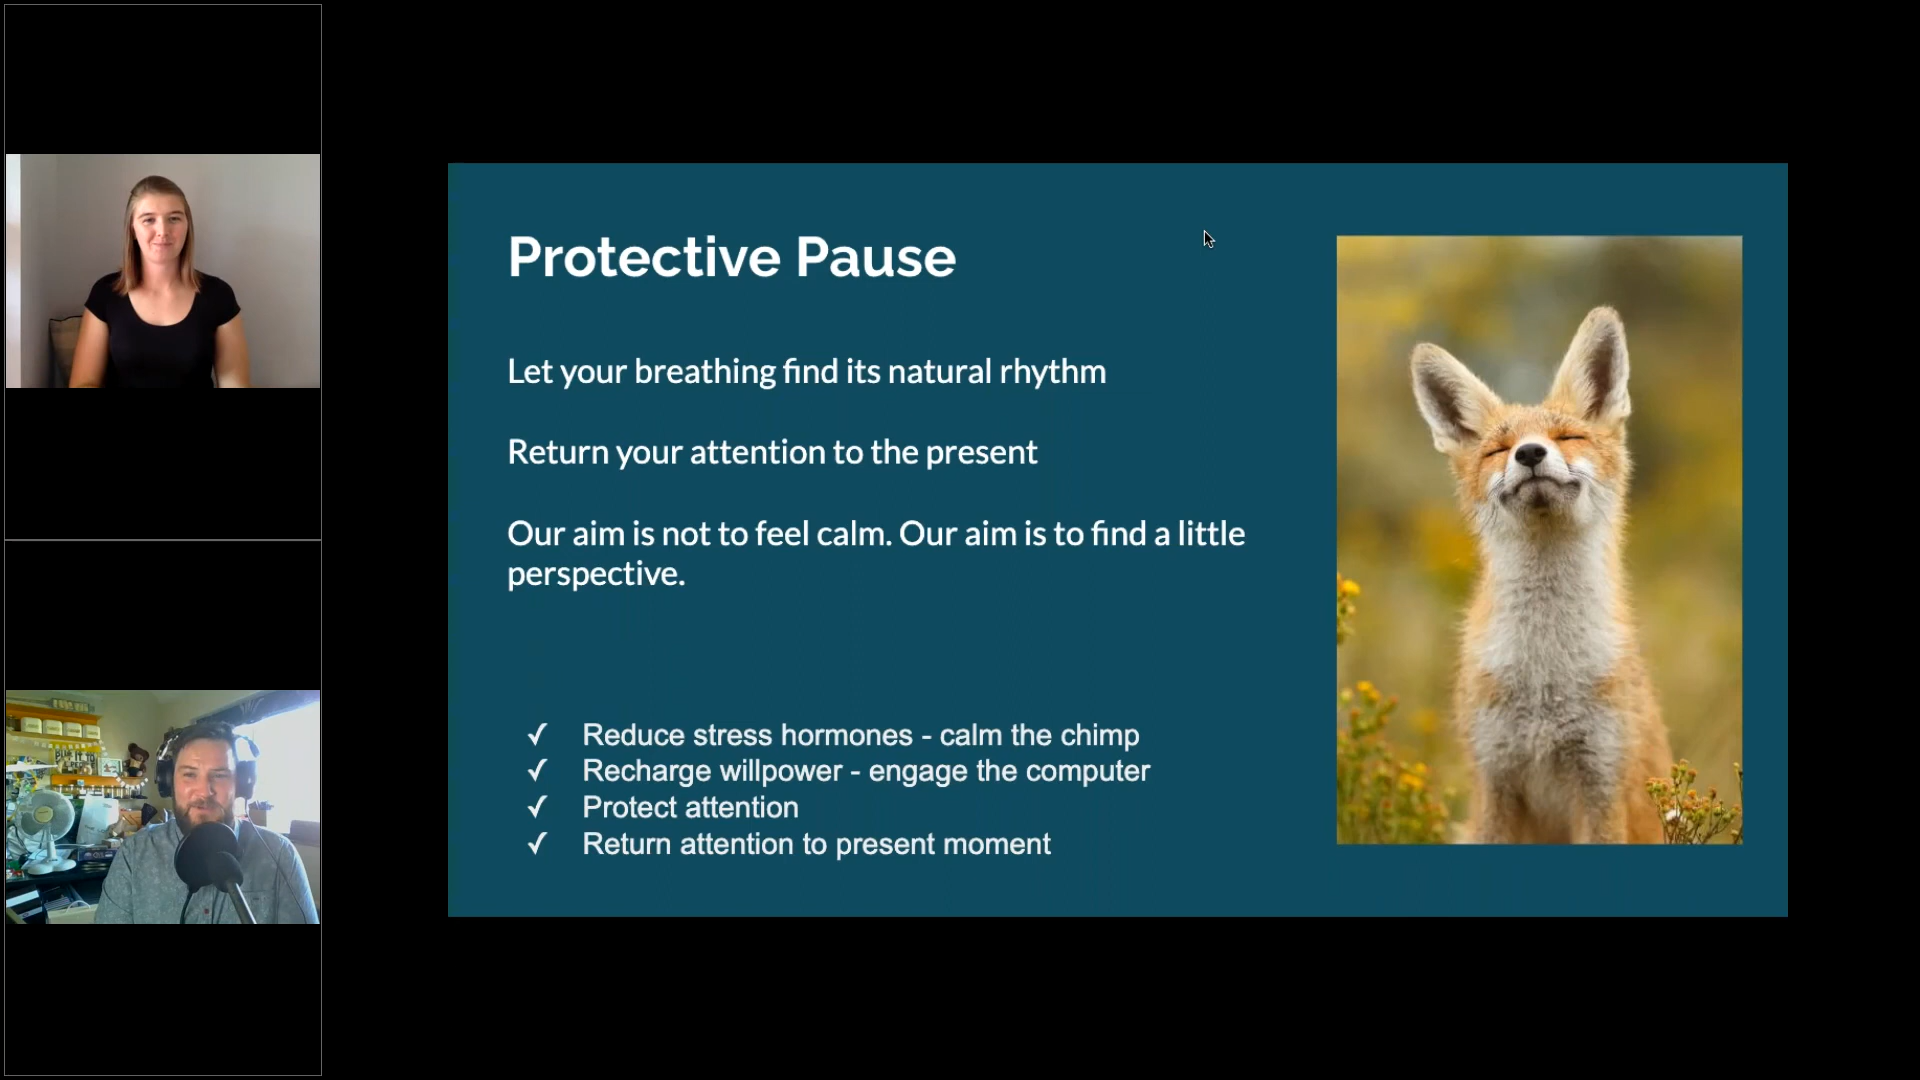 Protective Pause
Let your breathing find its natural rhythm
Return your attention to the present
Our aim is not to feel calm. Our aim is to find a little
perspective.
✓ Reduce stress hormones - calm the chimp
✓ Recharge willpower - engage the computer
✓ Protect attention
✓ Return attention to present moment